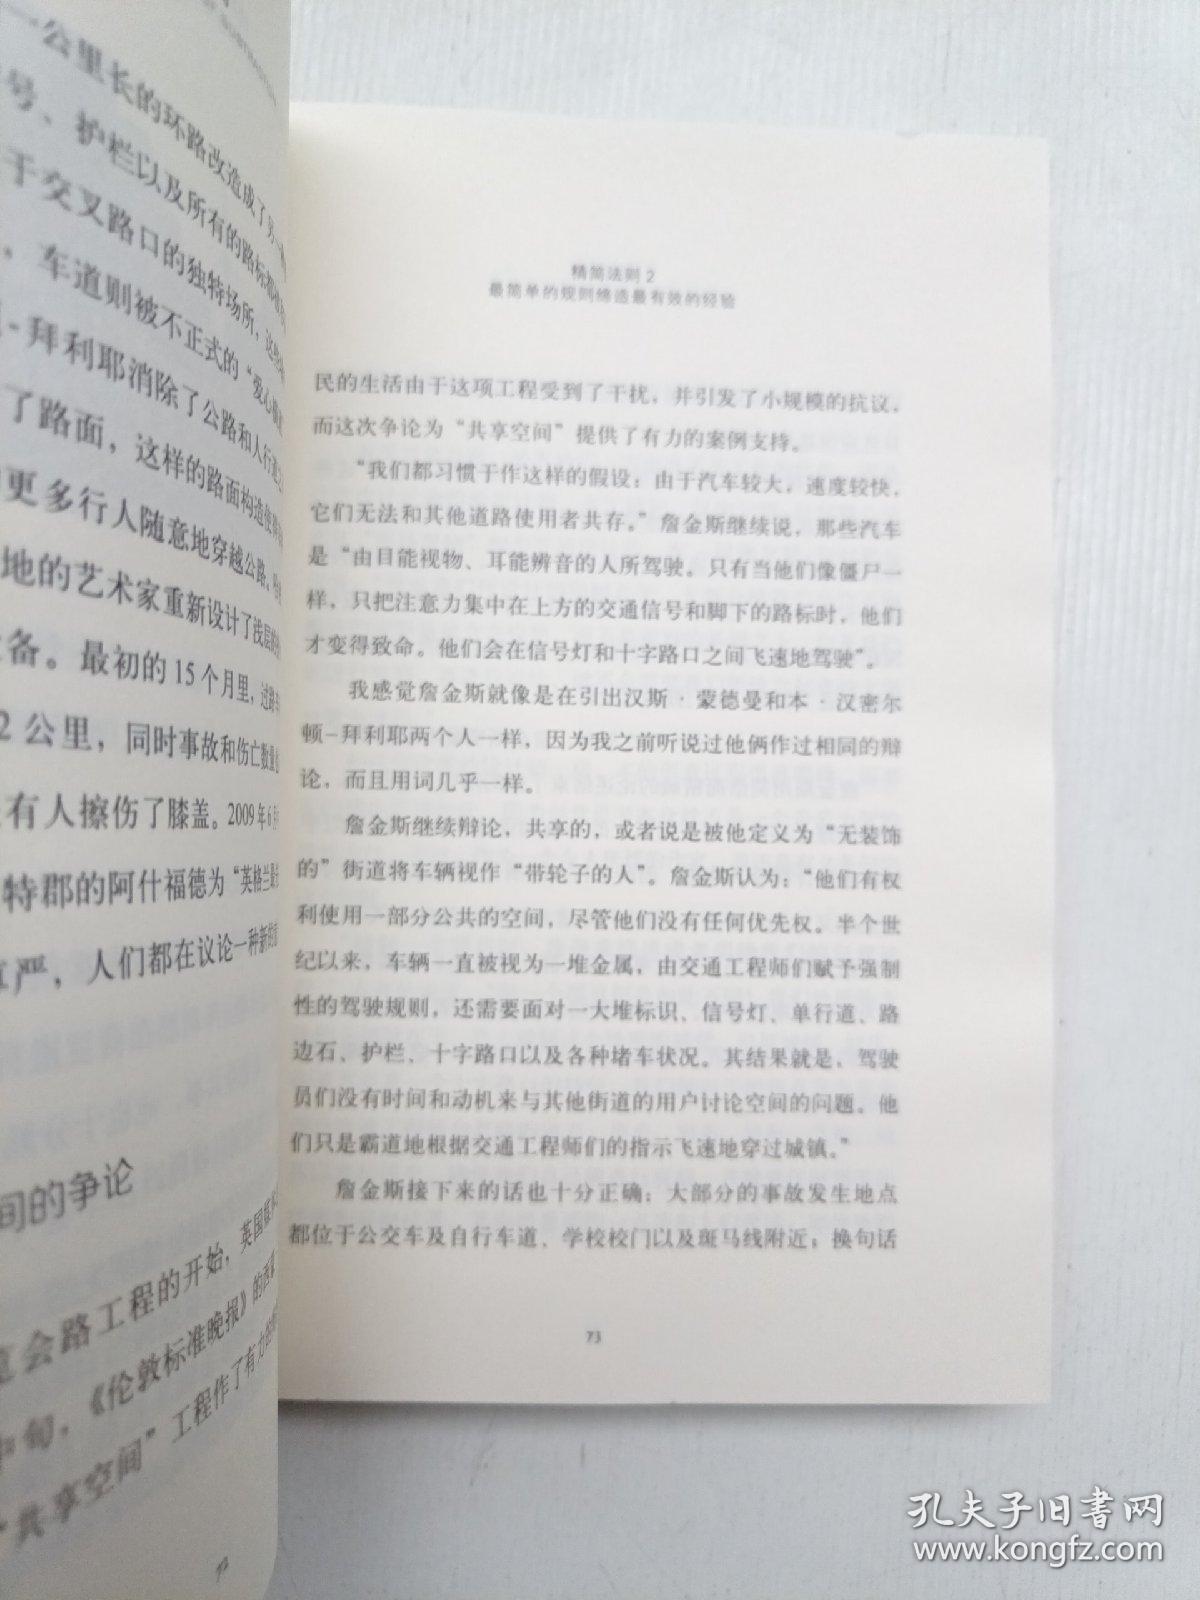 一公里长的环路改造成了另一
号、护栏以及所有的路标都
于交叉路口的独特场所,这些
,车道则被不正式的“爱心
-拜利耶消除了公路和人行道
了路面,这样的路面构造使
更多行人随意地穿越公路。
地的艺术家重新设计了浅层的
备。最初的15个月里,过路
2公里,同时事故和伤亡数量
有人擦伤了膝盖。2009年6月
特郡的阿什福德为“英格兰最
严,人们都在议论一种新的
间的争论
会路工程的开始,英国
中旬,《伦敦标准晚报》的
“共享空间”工程作了有力的
72
精简法则2
最简单的规则缔造最有效的经验
民的生活由于这项工程受到了干扰,并引发了小规模的抗议,
而这次争论为“共享空间”提供了有力的案例支持。
“我们都习惯于作这样的假设:由于汽车较大,速度较快,
它们无法和其他道路使用者共存。”詹金斯继续说,那些汽车
是“由目能视物、耳能辨音的人所驾驶。只有当他们像僵尸一
样,只把注意力集中在上方的交通信号和脚下的路标时,他们
才变得致命。他们会在信号灯和十字路口之间飞速地驾驶”。
我感觉詹金斯就像是在引出汉斯·蒙德曼和本·汉密尔
顿-拜利耶两个人一样,因为我之前听说过他俩作过相同的辩
论,而且用词几乎一样。
詹金斯继续辩论,共享的,或者说是被他定义为“无装饰
的”街道将车辆视作“带轮子的人”。詹金斯认为:“他们有权
利使用一部分公共的空间,尽管他们没有任何优先权。半个世
纪以来,车辆一直被视为一堆金属,由交通工程师们赋予强制
性的驾驶规则,还需要面对一大堆标识、信号灯、单行道、路
边石、护栏、十字路口以及各种堵车状况。其结果就是,驾驶
员们没有时间和动机来与其他街道的用户讨论空间的问题。他
们只是霸道地根据交通工程师们的指示飞速地穿过城镇。”
詹金斯接下来的话也十分正确:大部分的事故发生地点
都位于公交车及自行车道、学校校门以及斑马线附近;换句话
73
孔夫子旧书网
www.kongfz.com